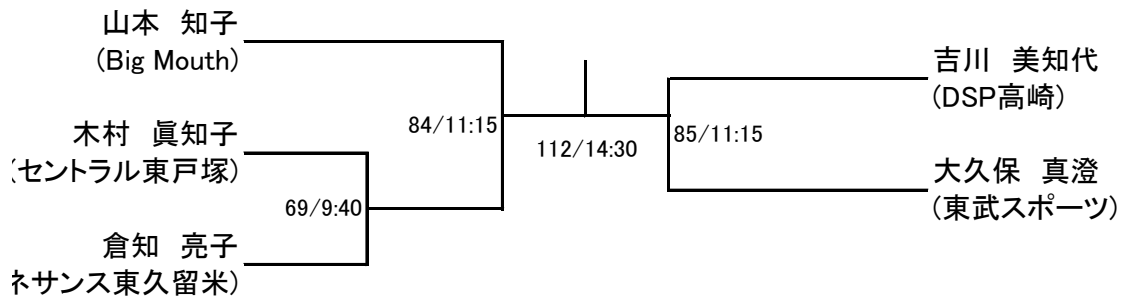 山本　知子
(Big Mouth)
木村　眞知子
(セントラル東戸塚)
倉知　亮子
ネサンス東久留米)
84/11:15
69/9:40
112/14:30
85/11:15
吉川　美知代
(DSP高崎)
大久保　真澄
(東武スポーツ)